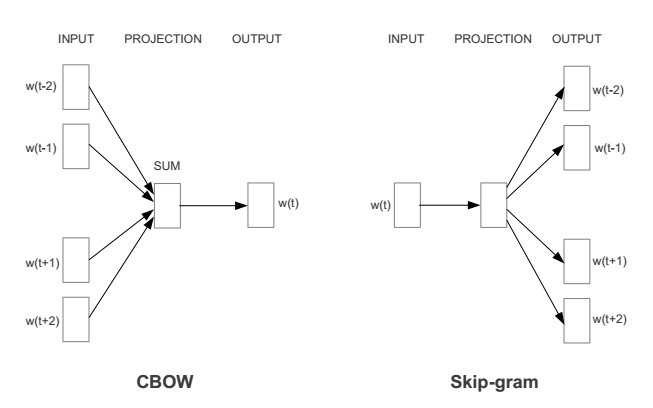 INPUT PROJECTION OUTPUT
w(t-2)
w(t-1)
SUM
w(t)
w(t+1)
w(t+2)
CBOW
INPUT PROJECTION OUTPUT
w(t-2)
w(t-1)
w(t)
w(t+1)
w(t+2)
Skip-gram